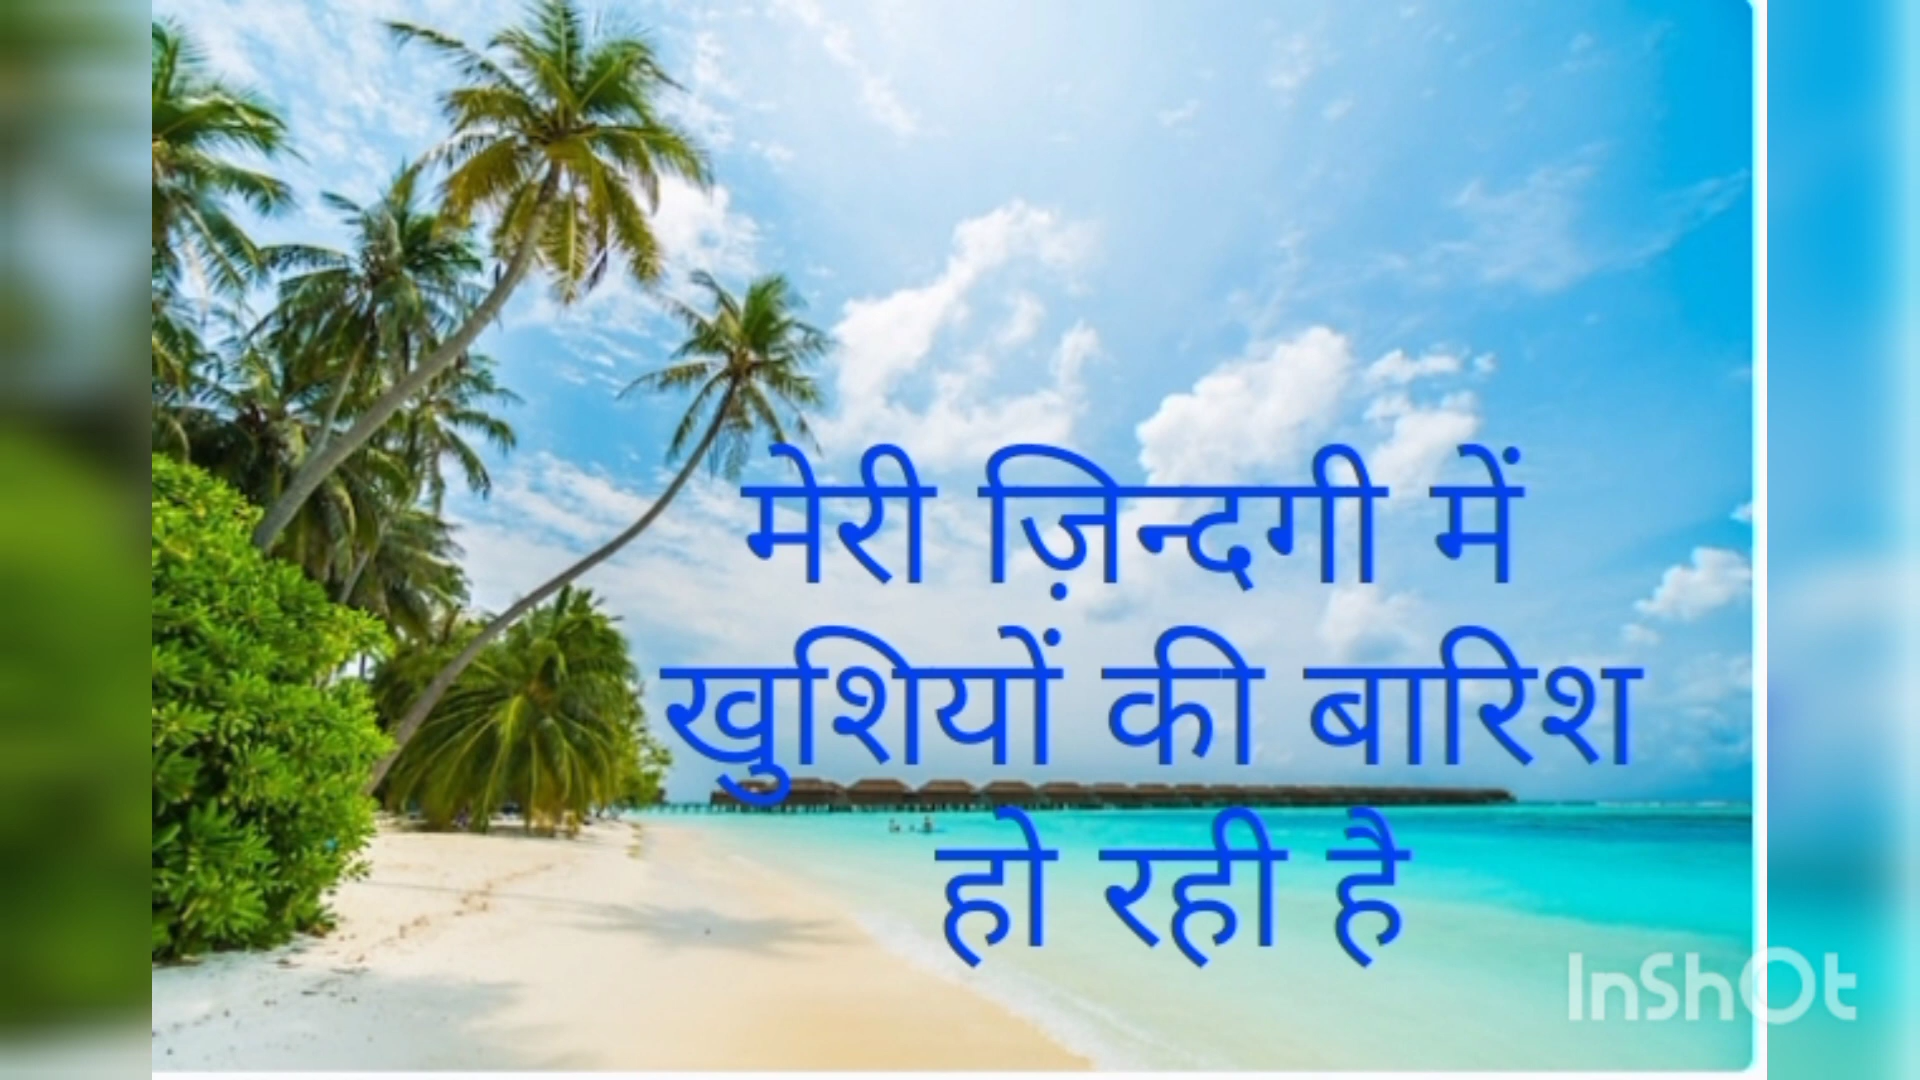 मेरी ज़िन्दगी में
खुशियों की बारिश
हो रही है
InShOt